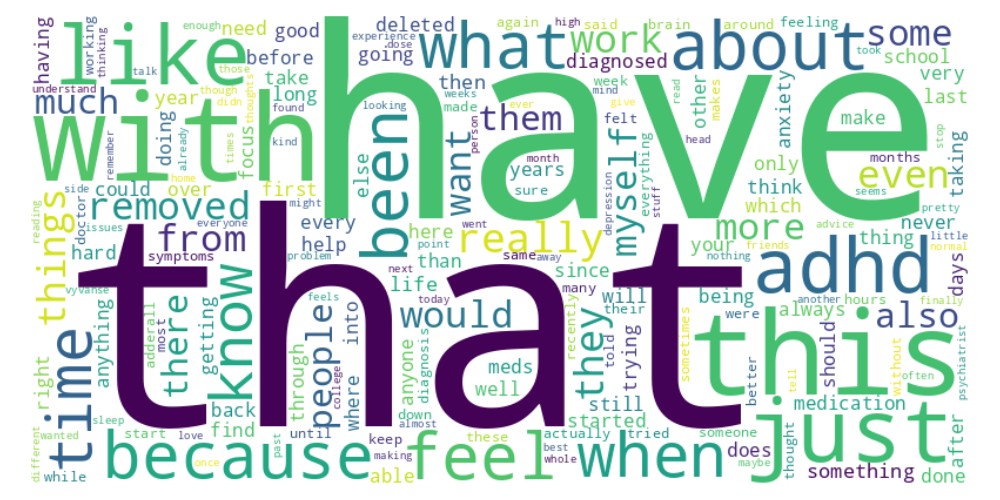 like
with
have
that
what
about
work
some
much
been
them
want
myself
even
more
adhd
this
just
also
really
from
removed
things
time
know
there
people
would
they
because
feel
when
having
working
thinking
enough
those
need
good
before
going
deleted
again
said
high
brain
around
feeling
took
school
very
last
experience
dose
diagnosed
talk
understand
year
take
long
though
didn
thoughts
then
week
weeks
mind
looking
made
ever
give
person
read
makes
other
anxiety
make
stop
doing
already
focus
found
times
kind
remember
home
else
felt
month
years
sure
head
only
think
which
months
seems
pretty
taking
reading
side
doctor
issues
could
over
first
might
everyone
every
help
here
point
than
went
same
away
since
many
depression
stuff
everything
your
friends
nothing
thing
advice
never
little
normal
days
hard
symptoms
problem
life
next
today
feels
into
where
vyvanse
anything
adderall
most
getting
through
college
anyone
diagnosis
meds
well
being
will
their
told
recently
trying
still
sometimes
were
better
another
always
hours
finally
should
without
often
psychiatrist
tell
medication
right
different
wanted
while
sleep
start
back
find
love
once
past
until
keep
making
down
almost
able
these
actually
tried
started
best
whole
someone
does
maybe
thought
something
done
after